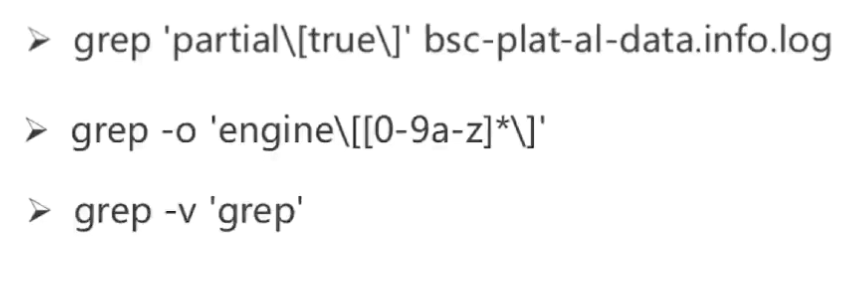 ➢ grep 'partial\[true\]' bsc-plat-al-data.info.log
➢ grep -o 'engine\[[0-9a-z]*\]'
➢ grep -v 'grep'